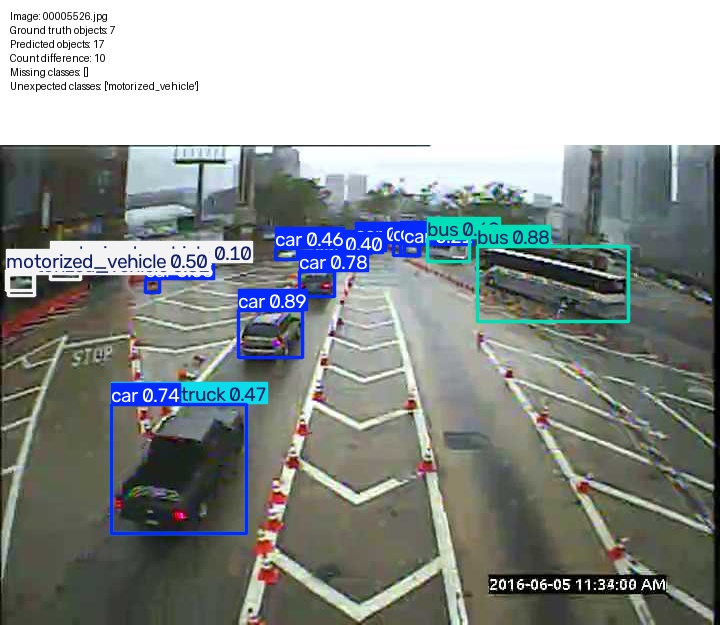 Image: 00005526.jpg
Ground truth objects: 7
Predicted objects: 17
Count difference: 10
Missing classes: []
Unexpected classes: ['motorized_vehicle']
bus 0.88
car 0.46
0.40
0.10
motorized_vehicle 0.50
car 0.78
car 0.89
STOP
car 0.74
truck 0.47
2016-06-05 11:34:00 AM